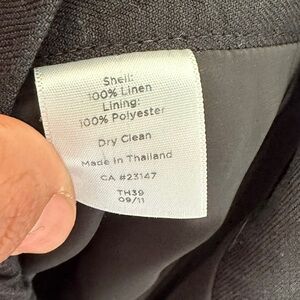 Shell:
100% Linen
Lining:
100% Polyester
Dry Clean
Made in Thailand
CA #23147
TH39
09/11